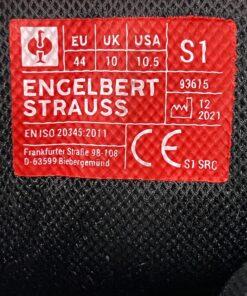 EU UK USA S1
44 10 10.5
93615
ENGELBERT
STRAUSS
12
2021
EN ISO 20345:2011
Frankfurter Straße 98-108
D-63599 Biebergemünd
CE
S1 SRC